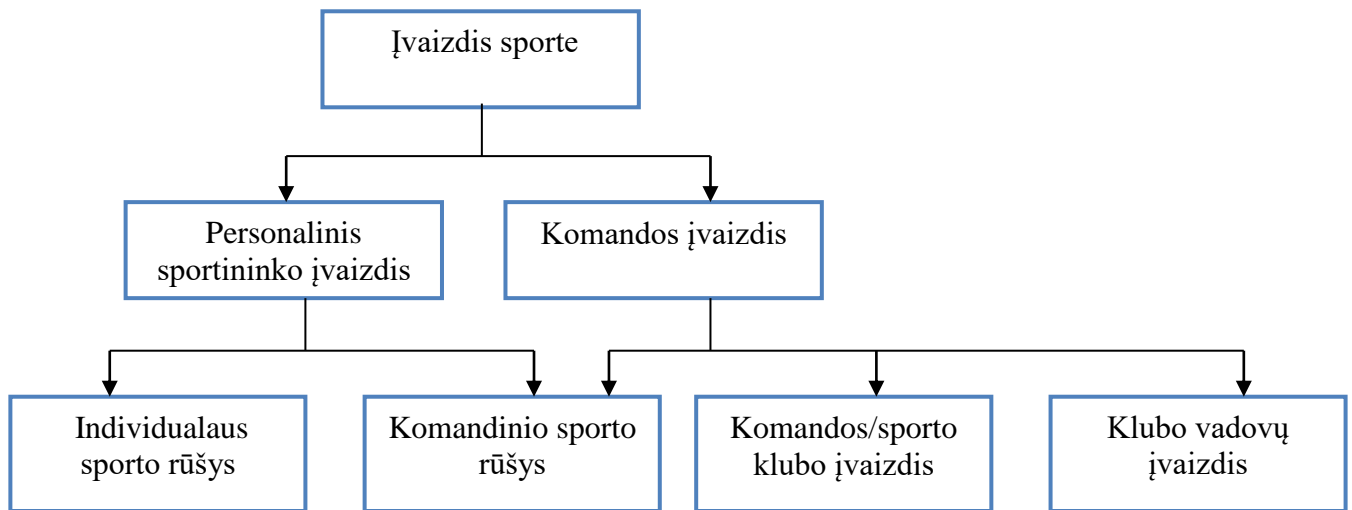 Įvaizdis sporte
Personalinis
sportininko įvaizdis
Komandos įvaizdis
Individualaus
sporto rūšys
Komandinio sporto
rūšys
Komandos/sporto
klubo įvaizdis
Klubo vadovų
įvaizdis